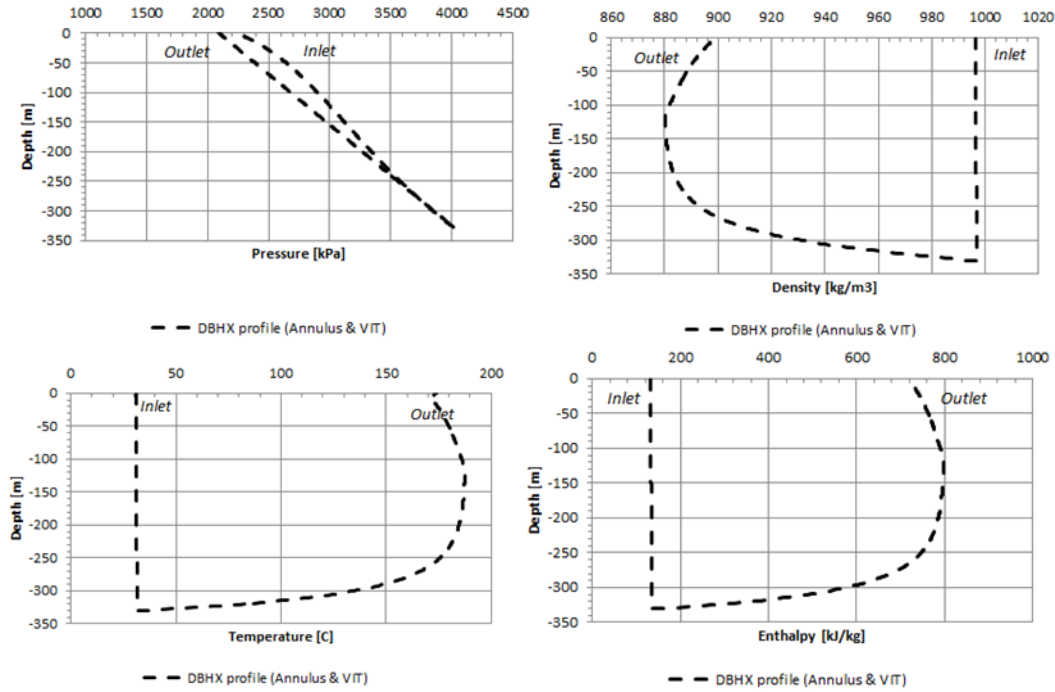 1000 1500 2000 2500 3000 3500 4000 4500
0
-50
-100
-150
-200
-250
-300
-350
Depth [m]
Outlet
Inlet
Pressure [kPa]
DBHX profile (Annulus & VIT)
860 880 900 920 940 960 980 1000 1020
0
-50
-100
-150
-200
-250
-300
-350
Depth [m]
Outlet
Inlet
Density [kg/m3]
DBHX profile (Annulus & VIT)
0 50 100 150 200
0
-50
-100
-150
-200
-250
-300
-350
Depth [m]
Inlet
Outlet
Temperature [C]
DBHX profile (Annulus & VIT)
0 200 400 600 800 1000
0
-50
-100
-150
-200
-250
-300
-350
Depth [m]
Inlet
Outlet
Enthalpy [kJ/kg]
DBHX profile (Annulus & VIT)